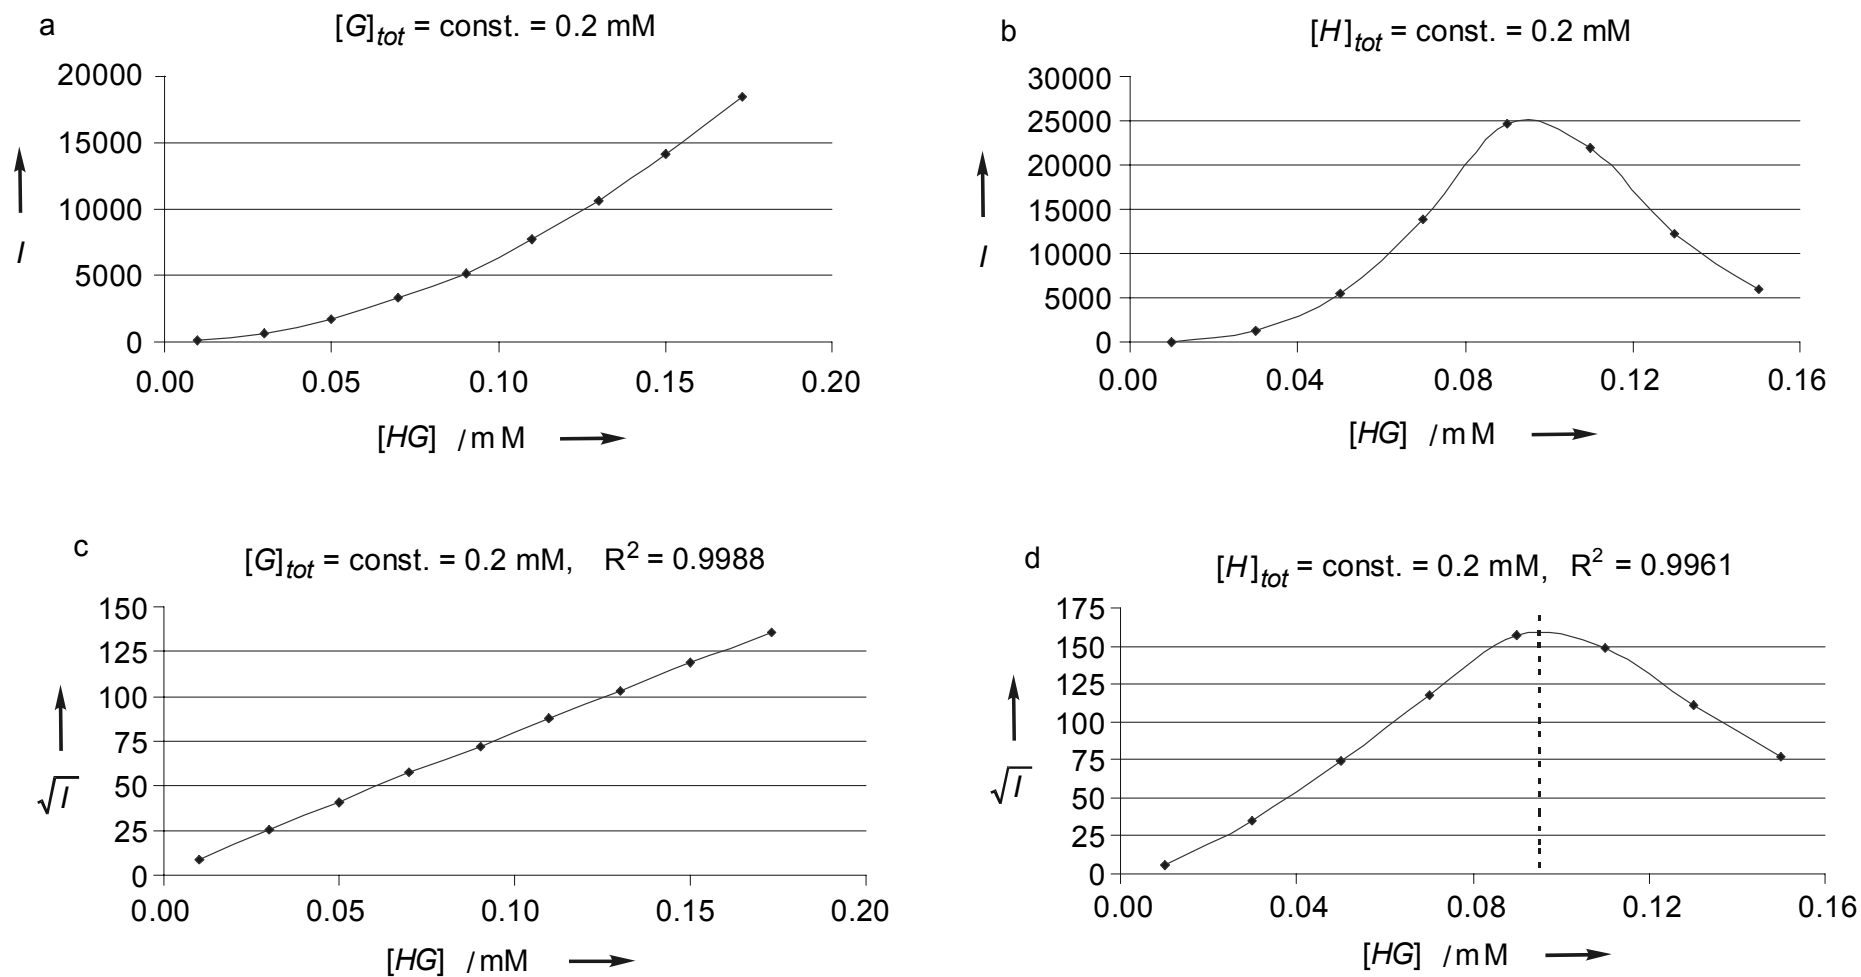 a
[G]tot = const. = 0.2 mM
20000
15000
10000
5000
0
I
0.00 0.05 0.10 0.15 0.20
[HG] /mM
b
[H]tot = const. = 0.2 mM
30000
25000
20000
15000
10000
5000
0
I
0.00 0.04 0.08 0.12 0.16
[HG] /mM
c
[G]tot = const. = 0.2 mM, R² = 0.9988
150
125
100
75
50
25
0
√I
0.00 0.05 0.10 0.15 0.20
[HG] /mM
d
[H]tot = const. = 0.2 mM, R² = 0.9961
175
150
125
100
75
50
25
0
√I
0.00 0.04 0.08 0.12 0.16
[HG] /mM